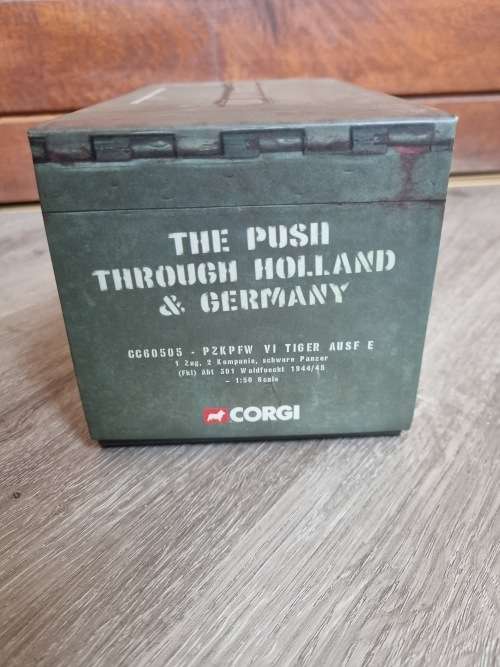 THE PUSH
THROUGH HOLLAND
& GERMANY
CC60505 - PZKPFW VI TIGER AUSF E
1 Zug, 2 Kompanie, schwere Panzer
(Fkl) Abt 301 Waldfeucht 1944/45
- 1:50 Scale
CORGI